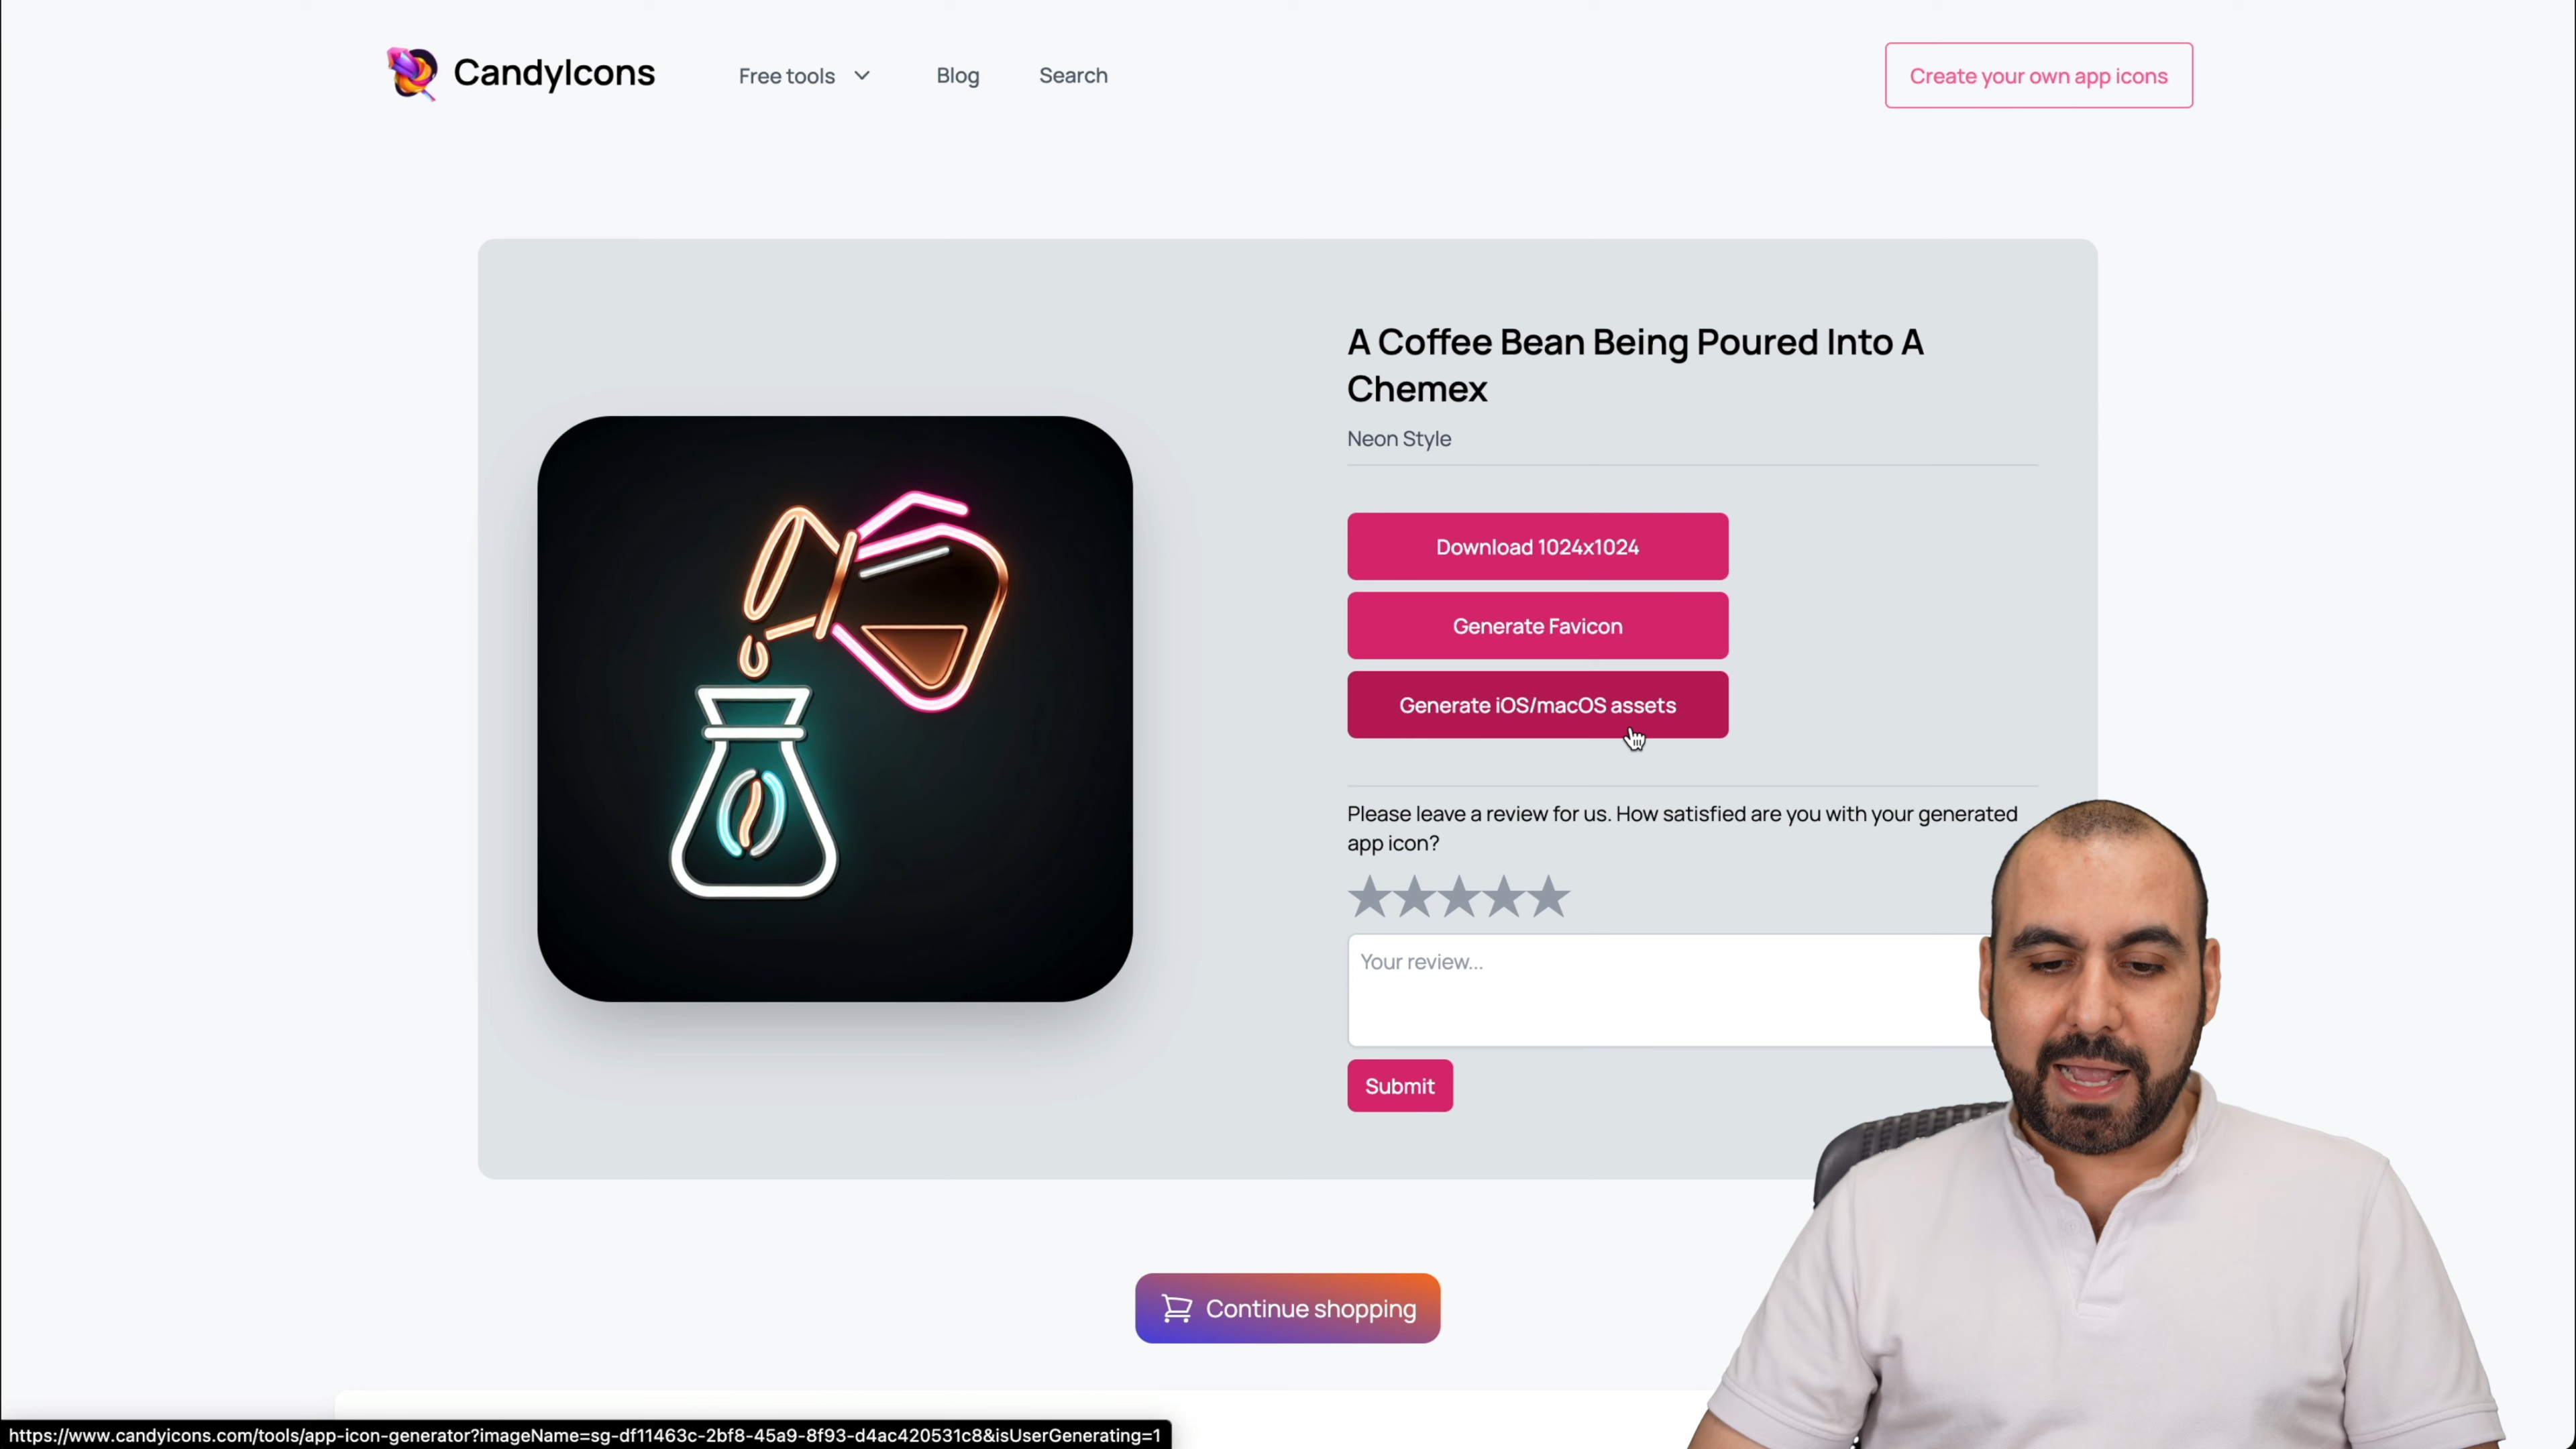 CandyIcons
Free tools
Blog
Search
Create your own app icons
A Coffee Bean Being Poured Into A
Chemex
Neon Style
Download 1024x1024
Generate Favicon
Generate iOS/macOS assets
Please leave a review for us. How satisfied are you with your generated
app icon?
Your review...
Submit
Continue shopping
https://www.candyicons.com/tools/app-icon-generator?imageName=sg-df11463c-2bf8-45a9-8f93-d4ac420531c8&isUserGenerating=1